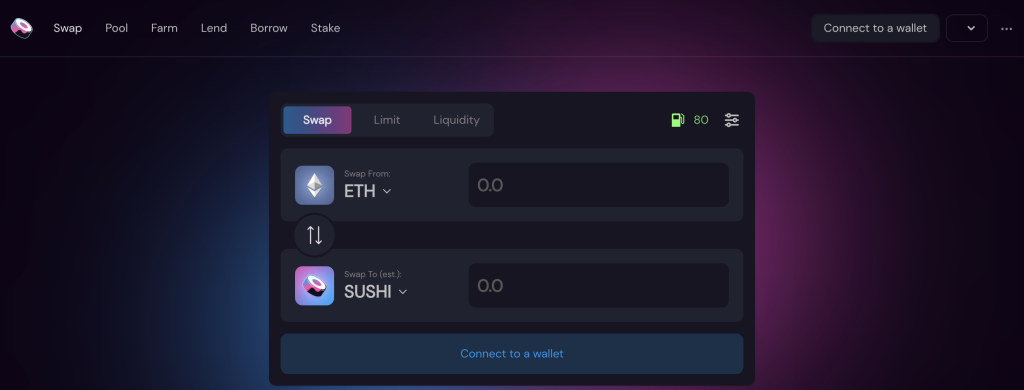 Swap Pool Farm Lend Borrow Stake Connect to a wallet
Swap Limit Liquidity 80
Swap From:
ETH 0.0
Swap To (est.):
SUSHI 0.0
Connect to a wallet